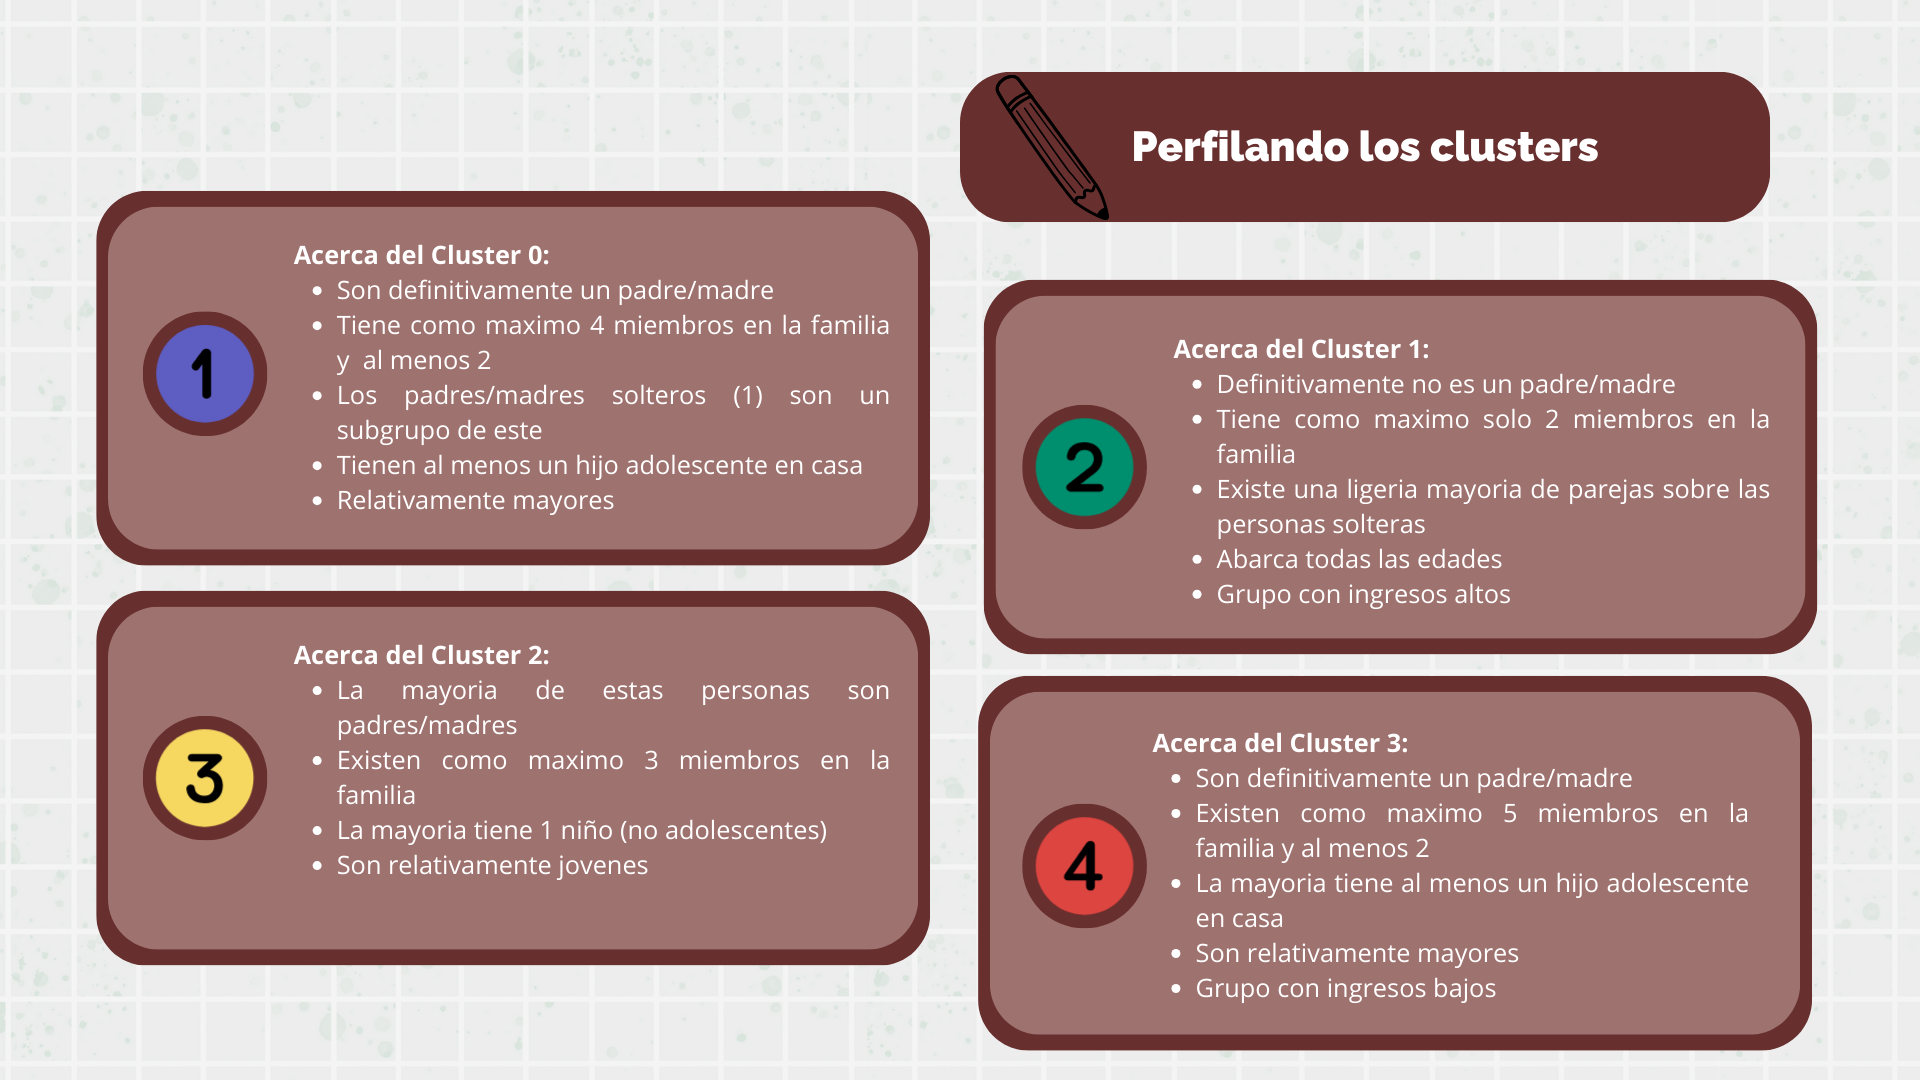 Perfilando los clusters
1
Acerca del Cluster 0:
• Son definitivamente un padre/madre
• Tiene como maximo 4 miembros en la familia
y al menos 2
• Los padres/madres solteros (1) son un
subgrupo de este
• Tienen al menos un hijo adolescente en casa
• Relativamente mayores
2
Acerca del Cluster 1:
• Definitivamente no es un padre/madre
• Tiene como maximo solo 2 miembros en la
familia
• Existe una ligeria mayoria de parejas sobre las
personas solteras
• Abarca todas las edades
• Grupo con ingresos altos
3
Acerca del Cluster 2:
• La mayoria de estas personas son
padres/madres
• Existen como maximo 3 miembros en la
familia
• La mayoria tiene 1 niño (no adolescentes)
• Son relativamente jovenes
4
Acerca del Cluster 3:
• Son definitivamente un padre/madre
• Existen como maximo 5 miembros en la
familia y al menos 2
• La mayoria tiene al menos un hijo adolescente
en casa
• Son relativamente mayores
• Grupo con ingresos bajos